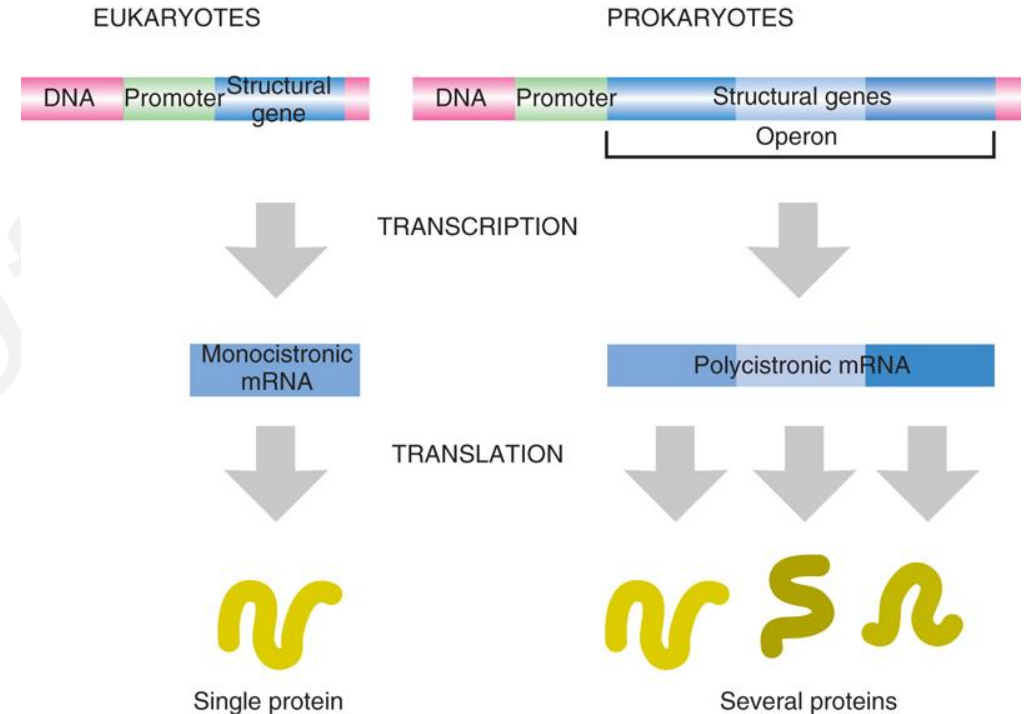 EUKARYOTES
PROKARYOTES
DNA
Promoter
Structural
gene
DNA
Promoter
Structural genes
Operon
TRANSCRIPTION
Monocistronic
mRNA
Polycistronic mRNA
TRANSLATION
Single protein
Several proteins